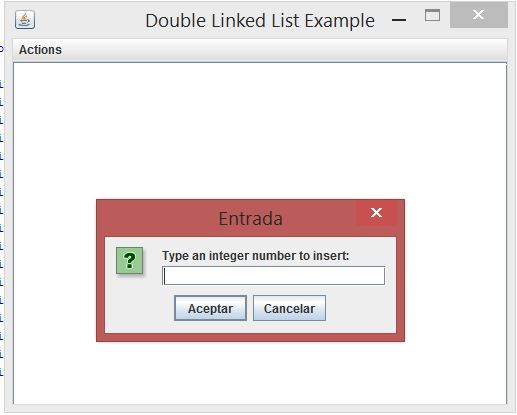 Double Linked List Example
Actions
Entrada
Type an integer number to insert:
Aceptar Cancelar